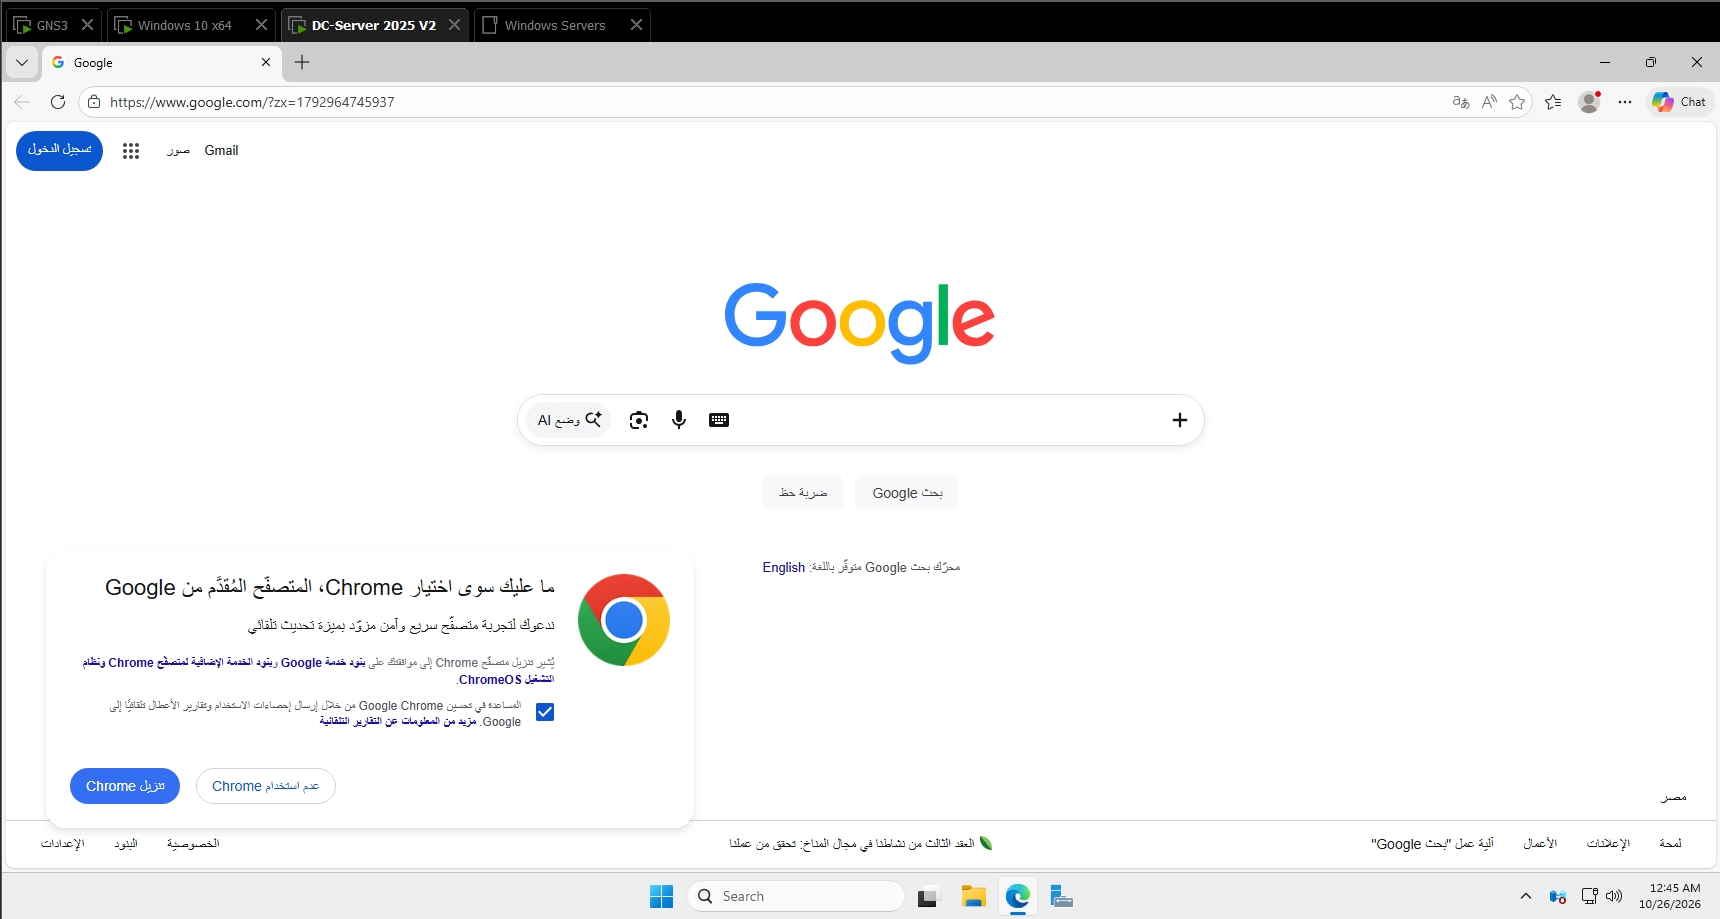 GNS3
Windows 10 x64
DC-Server 2025 V2
Windows Servers
Google
https://www.google.com/?zx=1792964745937
Chat
تسجيل الدخول
صور
Gmail
Google
وضع AI
بحث Google
ضربة حظ
محرّك بحث Google متوفّر باللغة: English
ما عليك سوى اختيار Chrome، المتصفّح المُقدَّم من Google
ندعوك لتجربة متصفّح سريع وآمن مزوّد بميزة تحديث تلقائي
يُشير تنزيل متصفّح Chrome إلى موافقتك على بنود خدمة Google وبنود الخدمة الإضافية لمتصفّح Chrome ونظام
التشغيل ChromeOS.
المساعدة في تحسين Google Chrome من خلال إرسال إحصاءات الاستخدام وتقارير الأعطال تلقائيًا إلى
Google. مزيد من المعلومات عن التقارير التلقائية
عدم استخدام Chrome
تنزيل Chrome
مصر
لمحة
الإعلانات
الأعمال
آلية عمل "بحث Google"
العقد الثالث من نشاطنا في مجال المناخ: تحقق من عملنا
الخصوصية
البنود
الإعدادات
Search
12:45 AM
10/26/2026